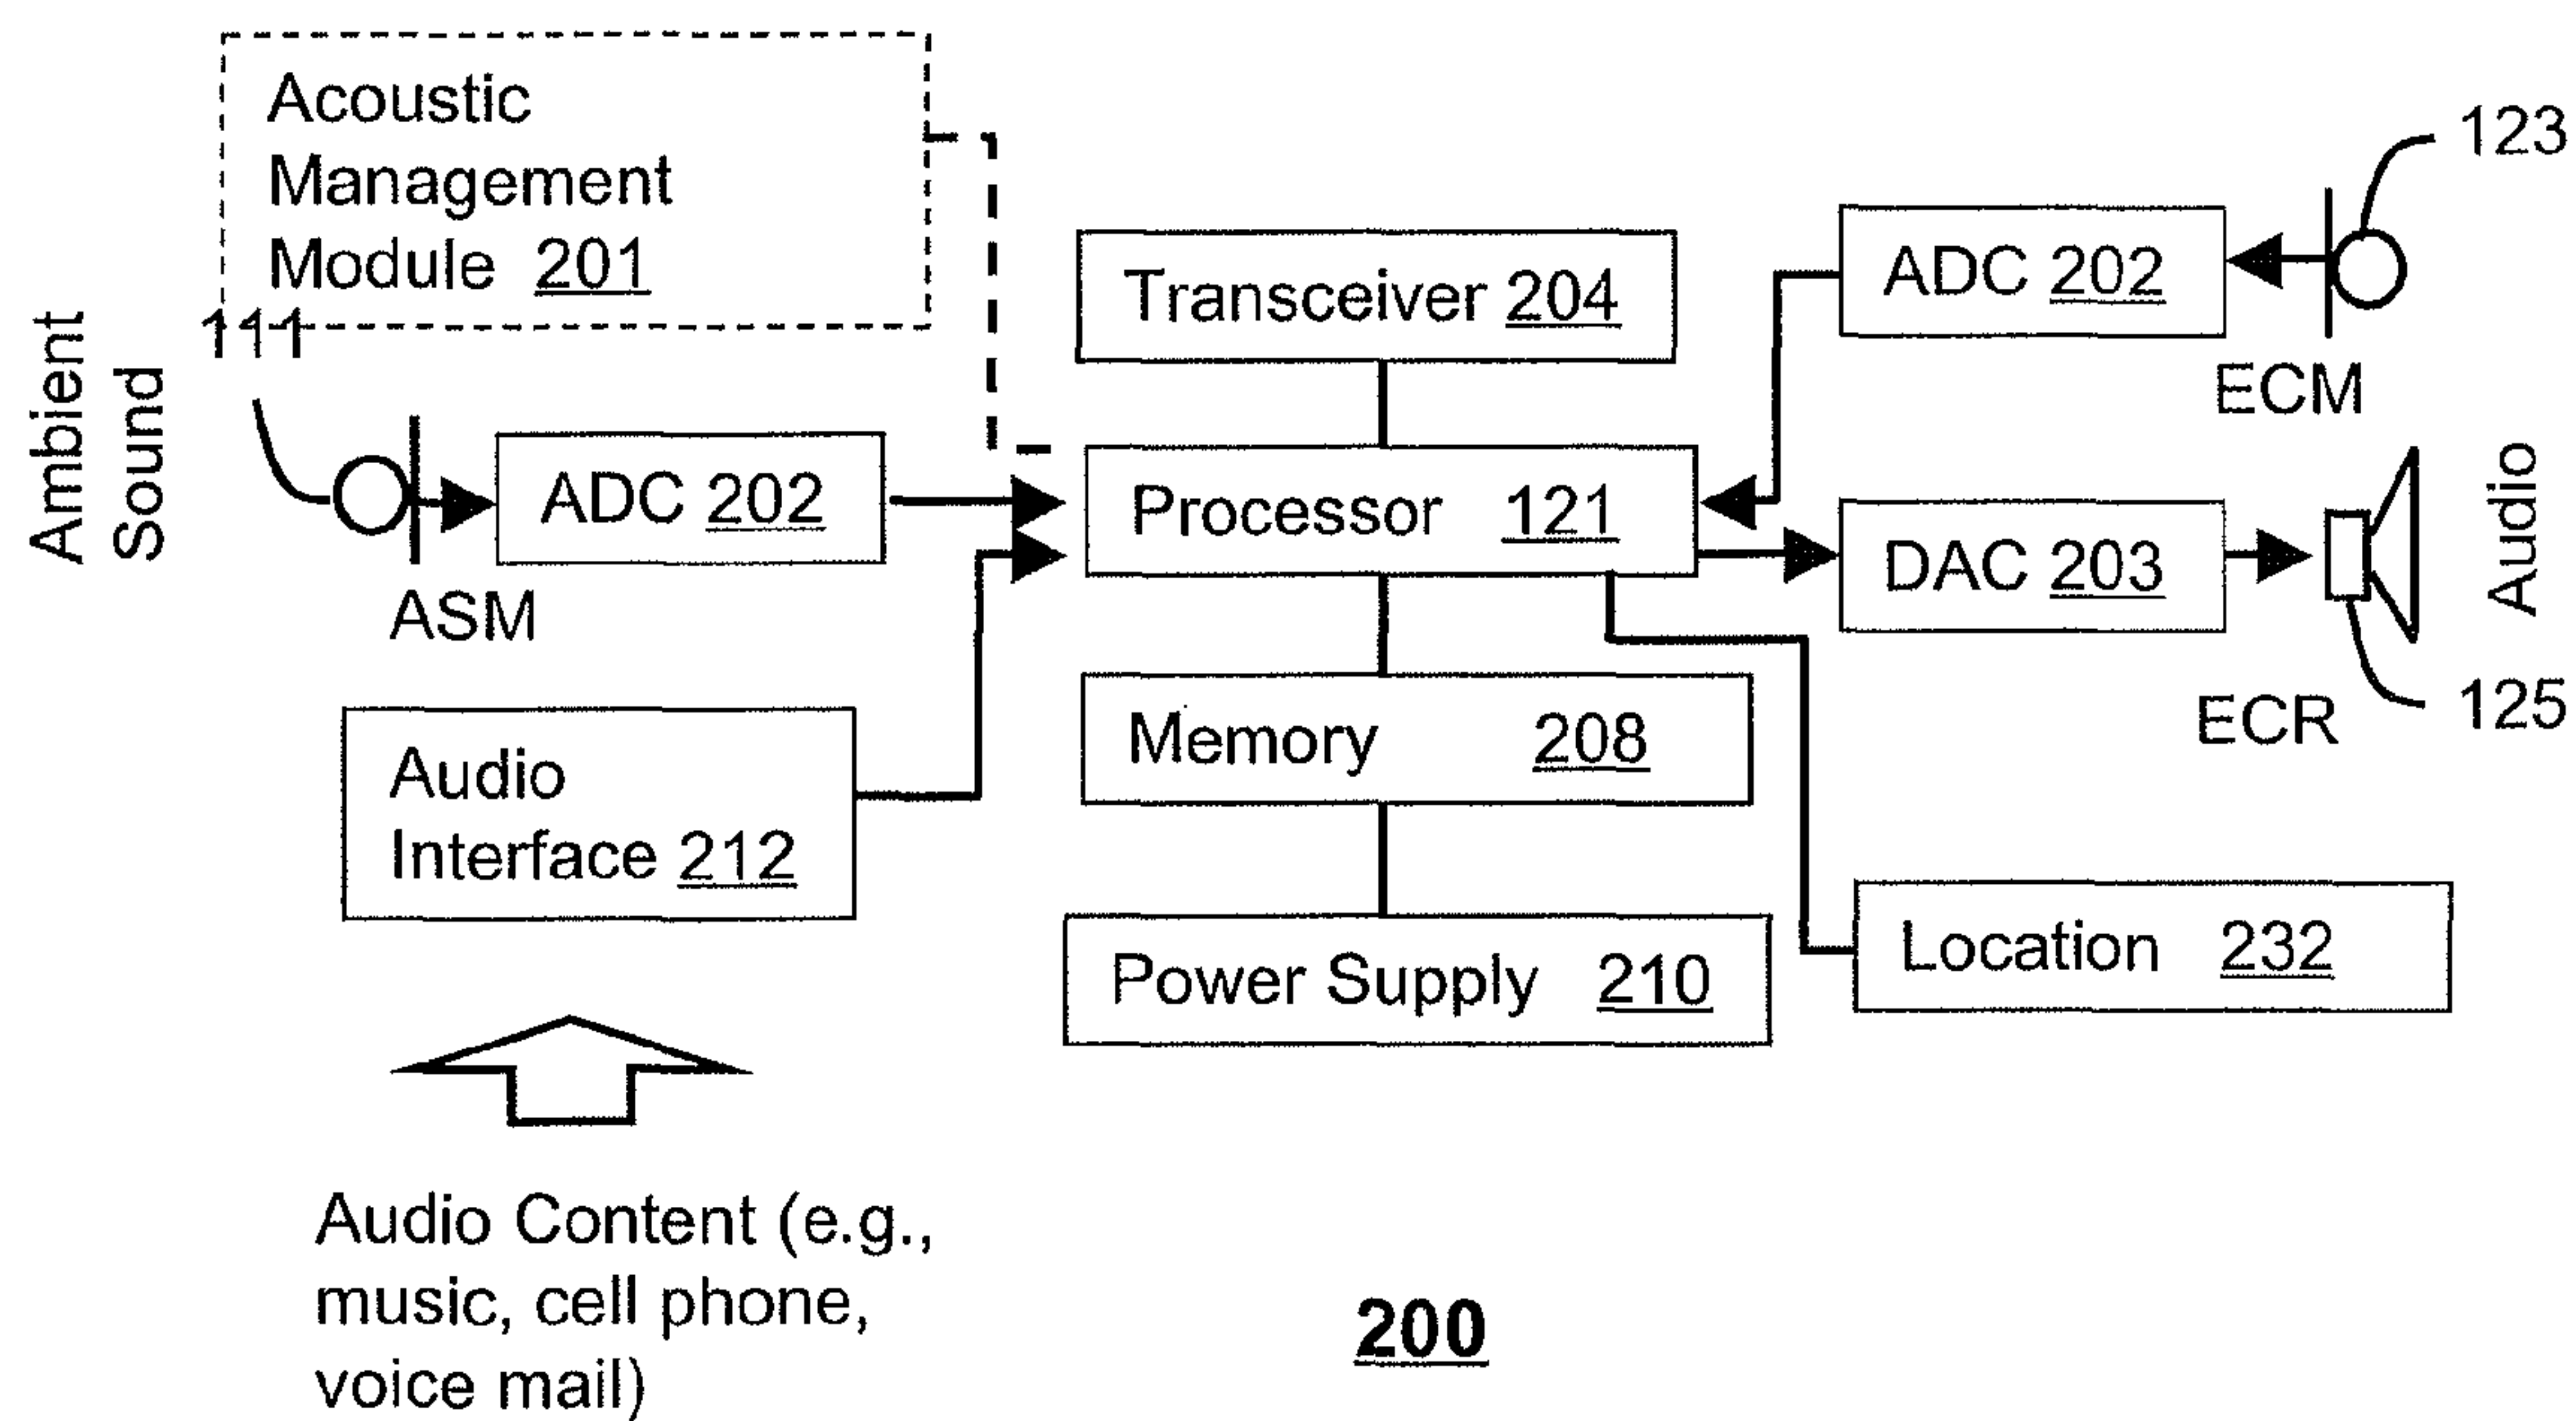 Acoustic
Management
Module 201
Ambient
Sound
111
ASM
ADC 202
Audio
Interface 212
Audio Content (e.g.,
music, cell phone,
voice mail)
Transceiver 204
Processor 121
Memory 208
Power Supply 210
ADC 202
123
ECM
DAC 203
Audio
ECR
125
Location 232
200